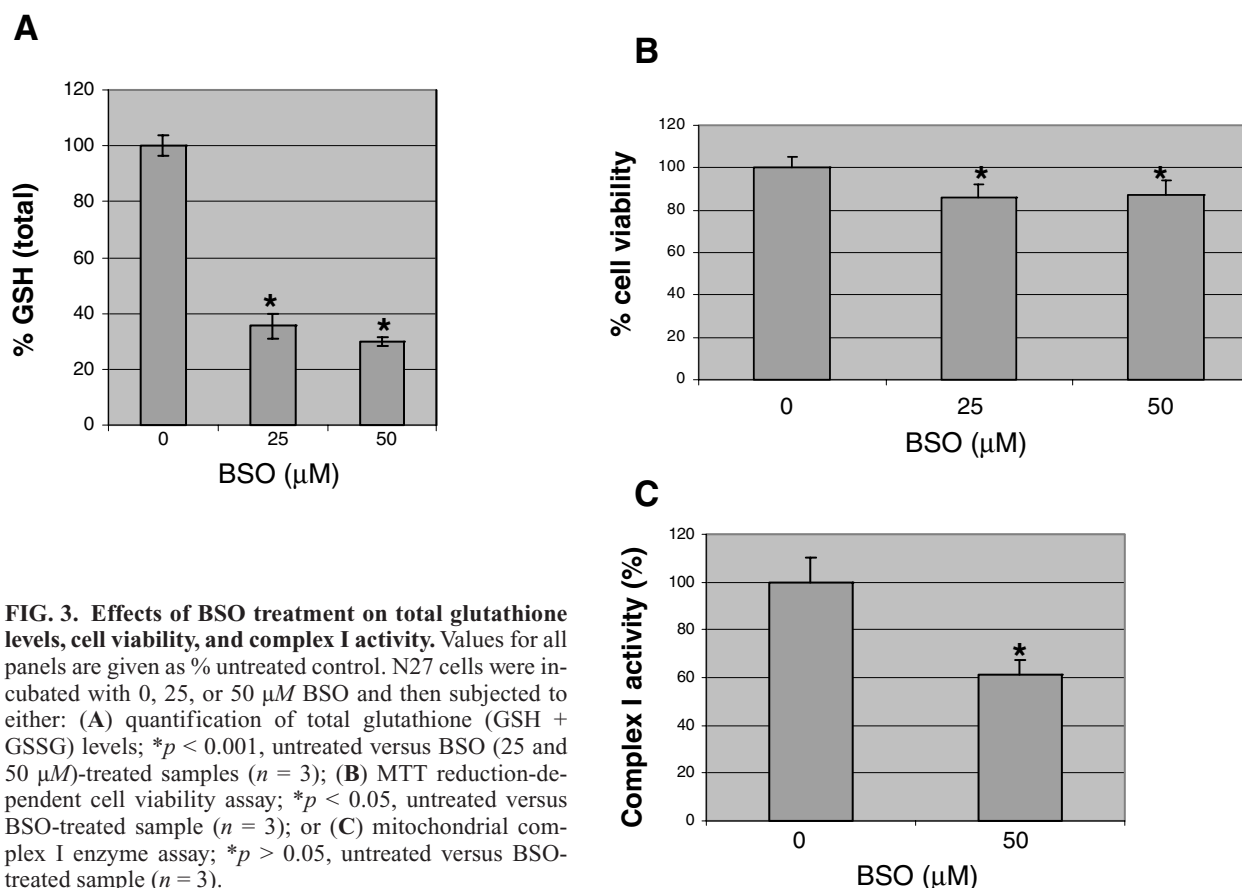 A
120
100
80
60
40
20
0
% GSH (total)
*
*
0 25 50
BSO (μM)
B
120
100
80
60
40
20
0
% cell viability
*
*
0 25 50
BSO (μM)
C
120
100
80
60
40
20
0
Complex I activity (%)
*
0 50
BSO (μM)
FIG. 3. Effects of BSO treatment on total glutathione
levels, cell viability, and complex I activity. Values for all
panels are given as % untreated control. N27 cells were in-
cubated with 0, 25, or 50 μM BSO and then subjected to
either: (A) quantification of total glutathione (GSH +
GSSG) levels; *p < 0.001, untreated versus BSO (25 and
50 μM)-treated samples (n = 3); (B) MTT reduction-de-
pendent cell viability assay; *p < 0.05, untreated versus
BSO-treated sample (n = 3); or (C) mitochondrial com-
plex I enzyme assay; *p > 0.05, untreated versus BSO-
treated sample (n = 3).